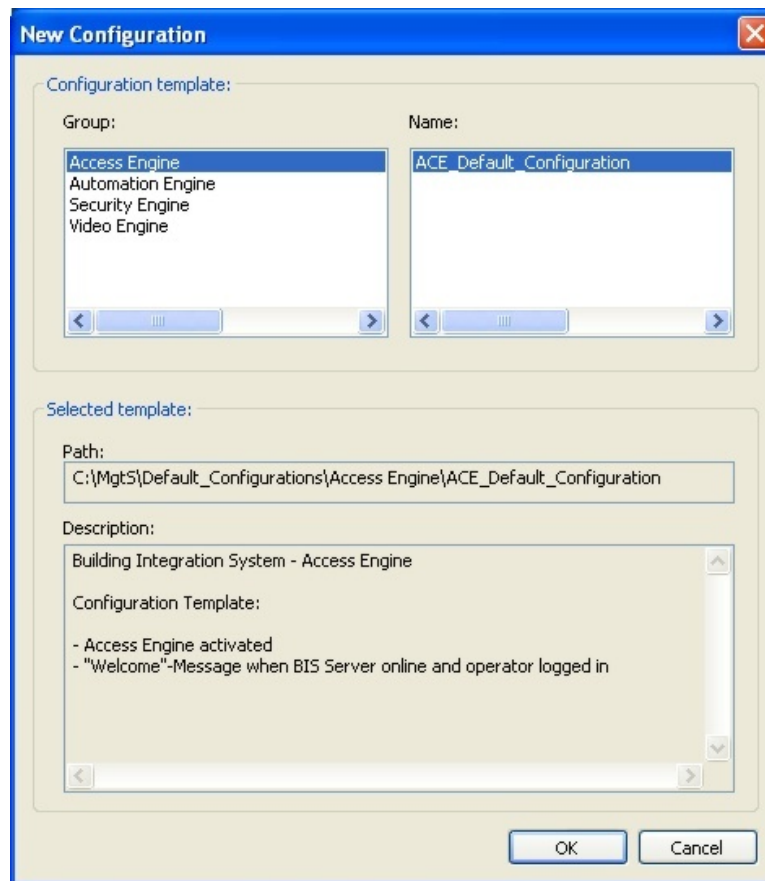 New Configuration
Configuration template:
Group:
Name:
Access Engine
Automation Engine
Security Engine
Video Engine
ACE_Default_Configuration
Selected template:
Path:
C:\MgtS\Default_Configurations\Access Engine\ACE_Default_Configuration
Description:
Building Integration System - Access Engine
Configuration Template:
- Access Engine activated
- "Welcome"-Message when BIS Server online and operator logged in
OK
Cancel